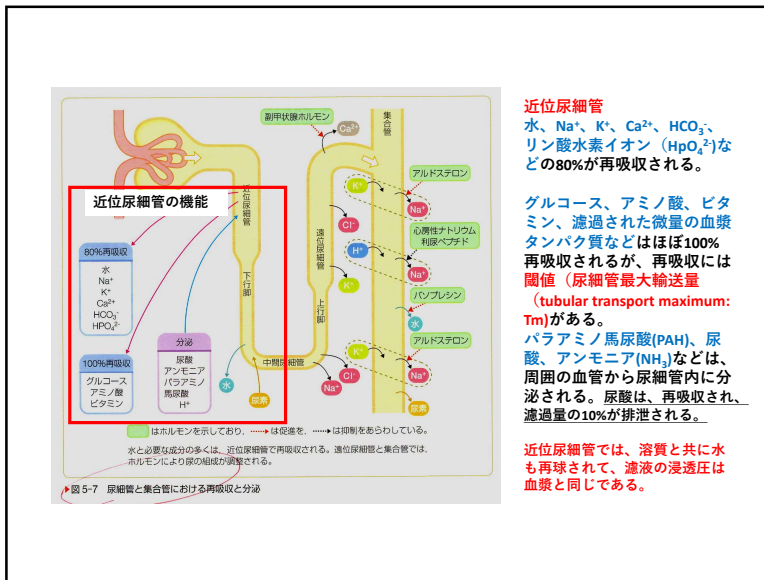 副甲状腺ホルモン
Ca²⁺
集合管
近位尿細管の機能
近位尿細管
80%再吸収
水
Na⁺
K⁺
Ca²⁺
HCO₃⁻
HPO₄²⁻
100%再吸収
グルコース
アミノ酸
ビタミン
分泌
尿酸
アンモニア
パラアミノ
馬尿酸
H⁺
下行脚
水
尿素
中間尿細管
上行脚
遠位尿細管
Cl⁻
K⁺
Na⁺
Cl⁻
K⁺
Na⁺
アルドステロン
H⁺
Na⁺
心房性ナトリウム
利尿ペプチド
バソプレシン
水
K⁺
Na⁺
アルドステロン
尿素
はホルモンを示しており、……▶は促進を、……▶は抑制をあらわしている。
水と必要な成分の多くは、近位尿細管で再吸収される。遠位尿細管と集合管では、
ホルモンにより尿の組成が調整される。
▶図 5-7 尿細管と集合管における再吸収と分泌
近位尿細管
水、Na⁺、K⁺、Ca²⁺、HCO₃⁻、
リン酸水素イオン（HpO₄²⁻)な
どの80%が再吸収される。
グルコース、アミノ酸、ビタ
ミン、濾過された微量の血漿
タンパク質などはほぼ100%
再吸収されるが、再吸収には
閾値（尿細管最大輸送量
（tubular transport maximum:
Tm)がある。
パラアミノ馬尿酸(PAH)、尿
酸、アンモニア(NH₃)などは、
周囲の血管から尿細管内に分
泌される。尿酸は、再吸収され、
濾過量の10%が排泄される。
近位尿細管では、溶質と共に水
も再球されて、濾液の浸透圧は
血漿と同じである。